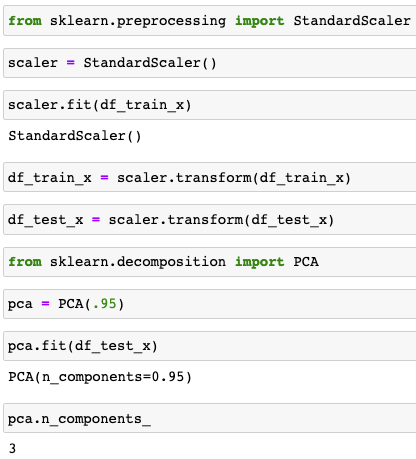 from sklearn.preprocessing import StandardScaler
scaler = StandardScaler()
scaler.fit(df_train_x)
StandardScaler()
df_train_x = scaler.transform(df_train_x)
df_test_x = scaler.transform(df_test_x)
from sklearn.decomposition import PCA
pca = PCA(.95)
pca.fit(df_test_x)
PCA(n_components=0.95)
pca.n_components_
3